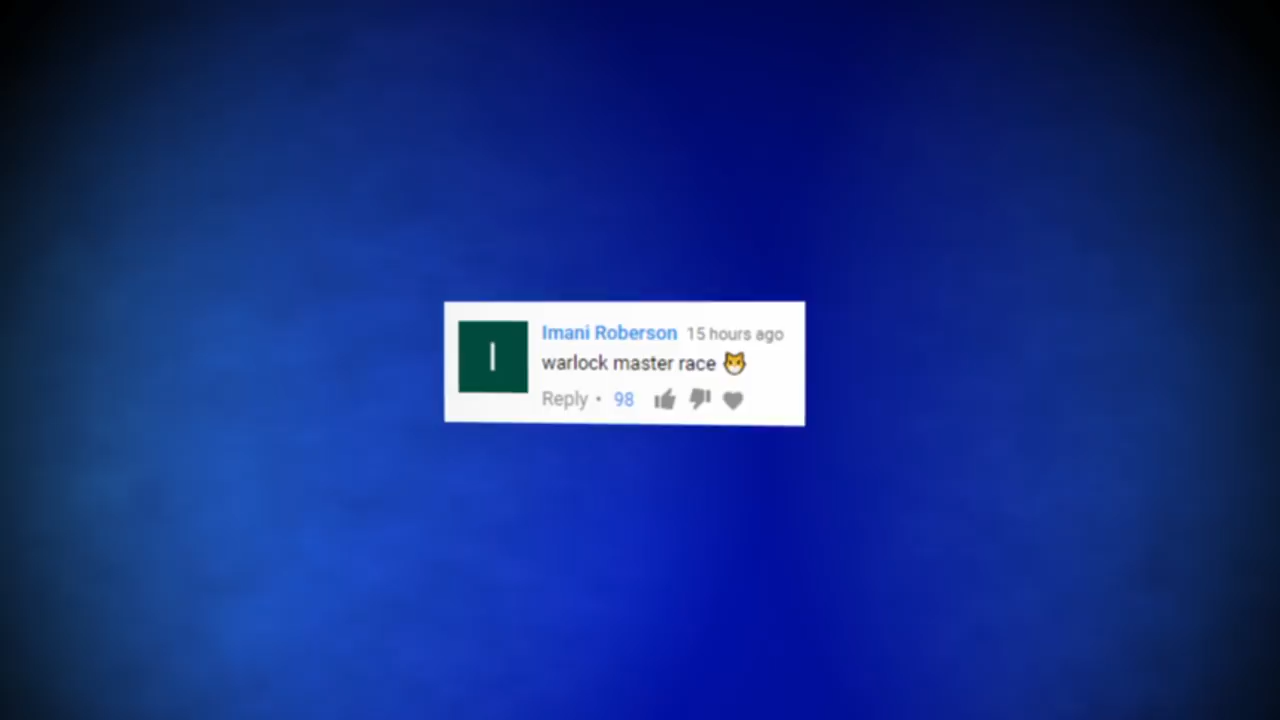 I
Imani Roberson 15 hours ago
warlock master race 🐱
Reply • 98